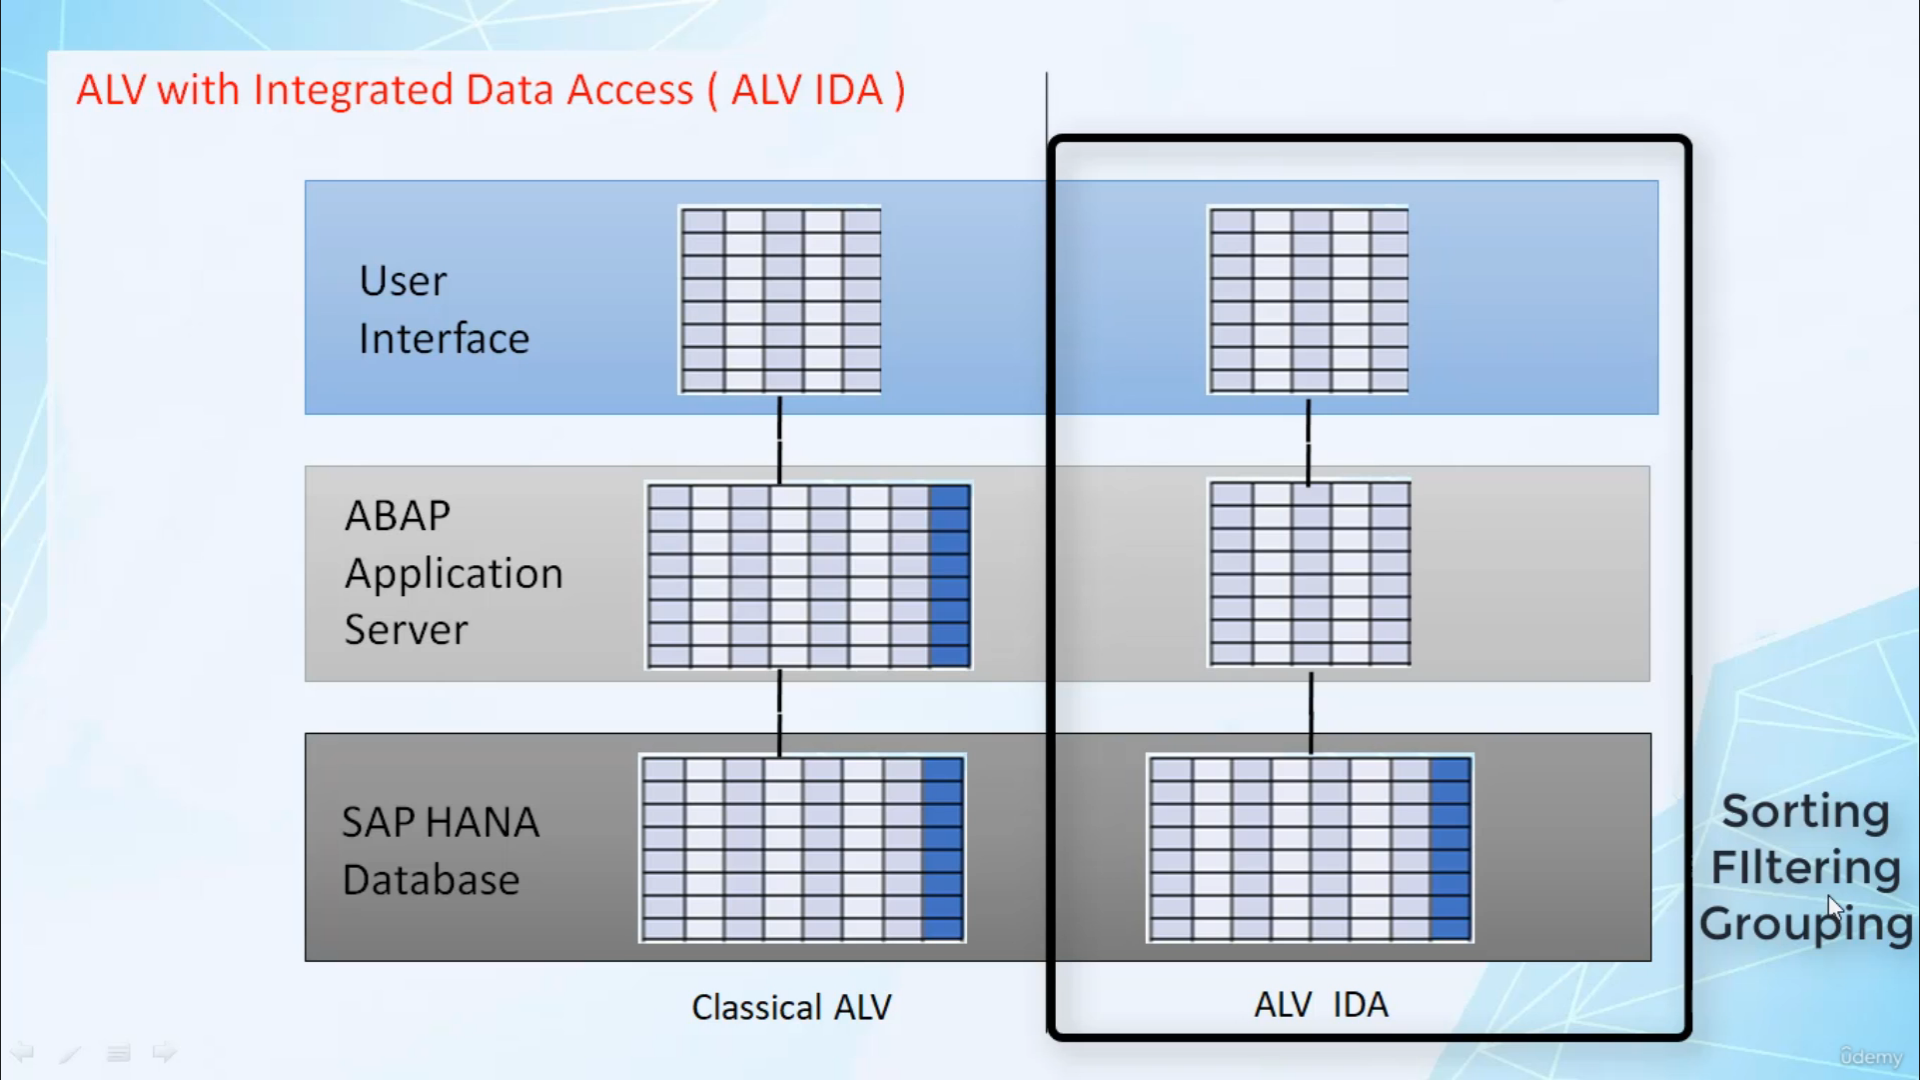 ALV with Integrated Data Access ( ALV IDA )
User
Interface
ABAP
Application
Server
SAP HANA
Database
Sorting
FIltering
Grouping
Classical ALV
ALV IDA
ûdemy